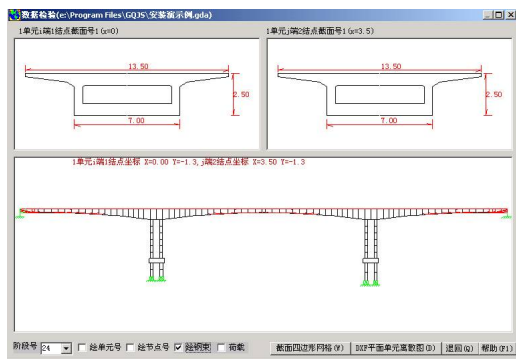 数据检验(e:\Program Files\GQJS\安装演示例.gda)
1单元i端1结点截面号1(x=0)
1单元j端2结点截面号1(x=3.5)
13.50
2.50
7.00
13.50
2.50
7.00
1单元i端1结点坐标 X=0.00 Y=-1.3,j端2结点坐标 X=3.50 Y=-1.3
阶段号 24 绘单元号 绘节点号 绘钢束 荷载 截面四边形网格(W) DXF平面单元离散图(D) 退回(Q) 帮助(F1)